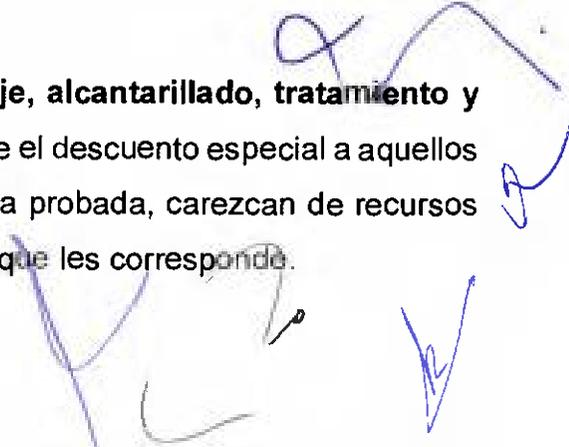 je, alcantarillado, tratamiento y
e el descuento especial a aquellos
a probada, carezcan de recursos
que les corresponde.